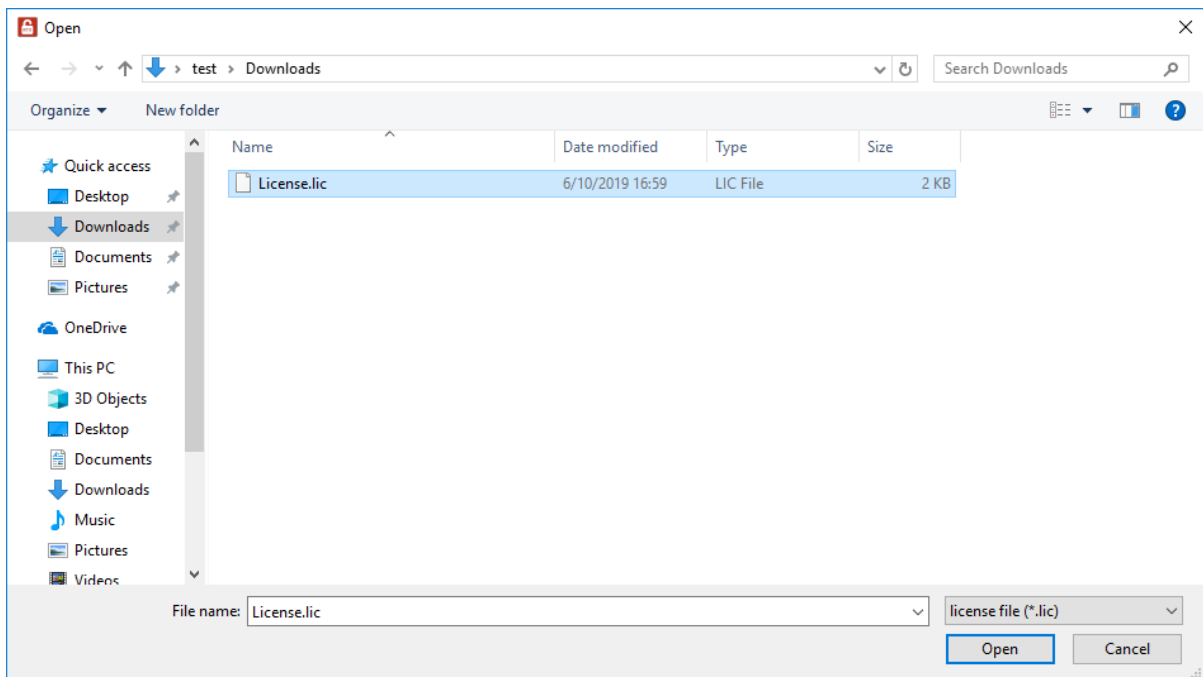 Open
test > Downloads
Search Downloads
Organize
New folder
Name
Date modified
Type
Size
License.lic
6/10/2019 16:59
LIC File
2 KB
Quick access
Desktop
Downloads
Documents
Pictures
OneDrive
This PC
3D Objects
Desktop
Documents
Downloads
Music
Pictures
Videos
File name:
License.lic
license file (*.lic)
Open
Cancel